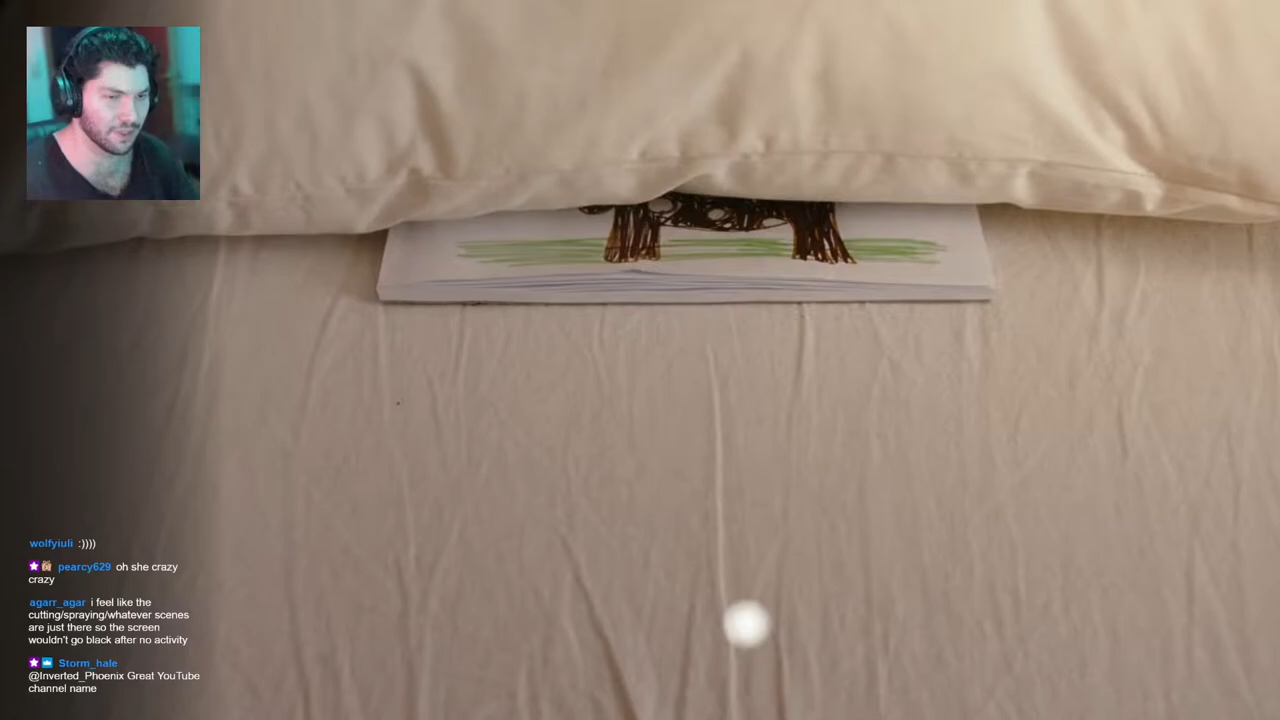 wolfyiuli :))))
pearcy629 oh she crazy
crazy
agarr_agar i feel like the
cutting/spraying/whatever scenes
are just there so the screen
wouldn't go black after no activity
Storm_hale
@Inverted_Phoenix Great YouTube
channel name